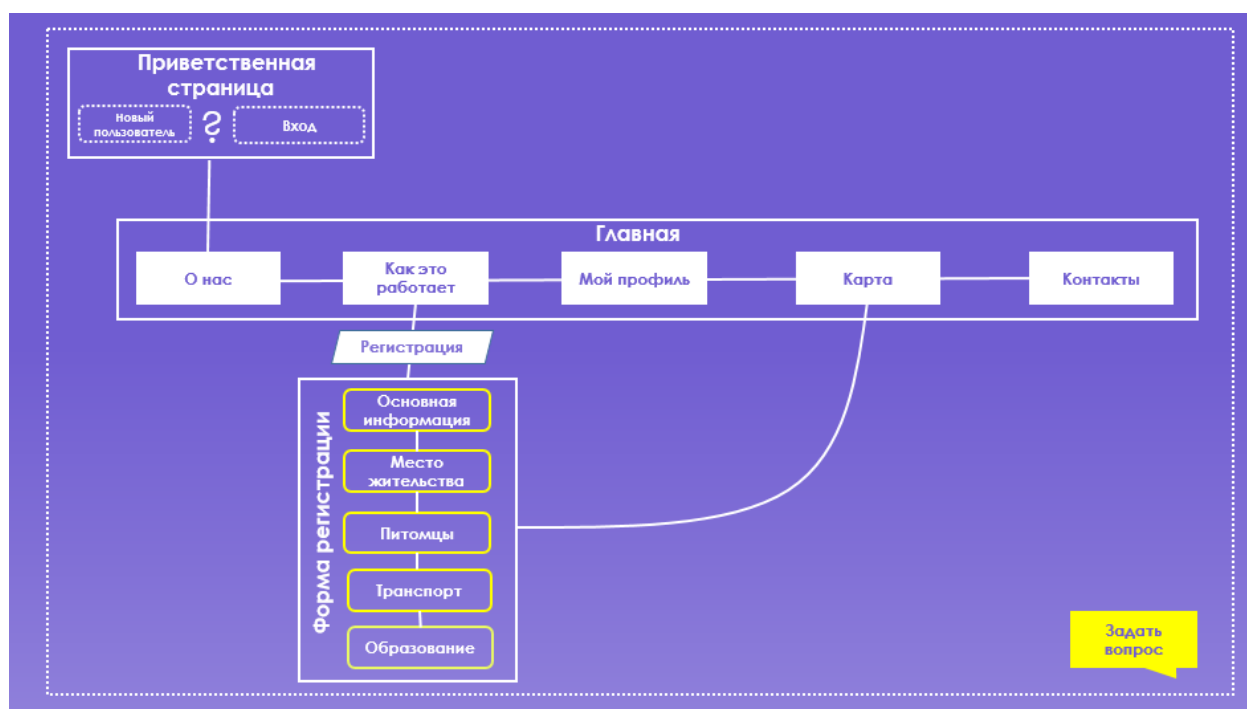 Приветственная
страница
Новый
пользователь
?
Вход
Главная
О нас
Как это
работает
Мой профиль
Карта
Контакты
Регистрация
Форма регистрации
Основная
информация
Место
жительства
Питомцы
Транспорт
Образование
Задать
вопрос